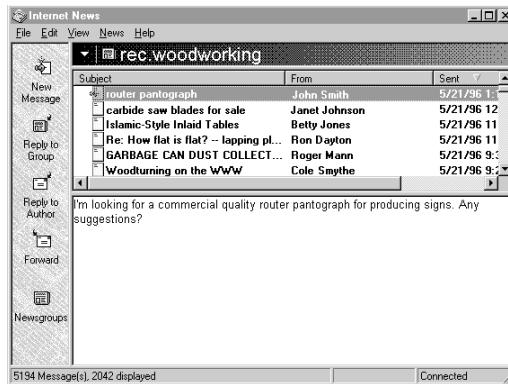 Internet News
File Edit View News Help
rec.woodworking
New Message
Reply to Group
Reply to Author
Forward
Newsgroups
Subject From Sent
router pantograph John Smith 5/21/96 1:
carbide saw blades for sale Janet Johnson 5/21/96 12
Islamic-Style Inlaid Tables Betty Jones 5/21/96 11
Re: How flat is flat? -- lapping pl... Ron Dayton 5/21/96 11
GARBAGE CAN DUST COLLECT... Roger Mann 5/21/96 9:
Woodturning on the WWW Cole Smythe 5/21/96 9:
I'm looking for a commercial quality router pantograph for producing signs. Any
suggestions?
5194 Message(s), 2042 displayed Connected